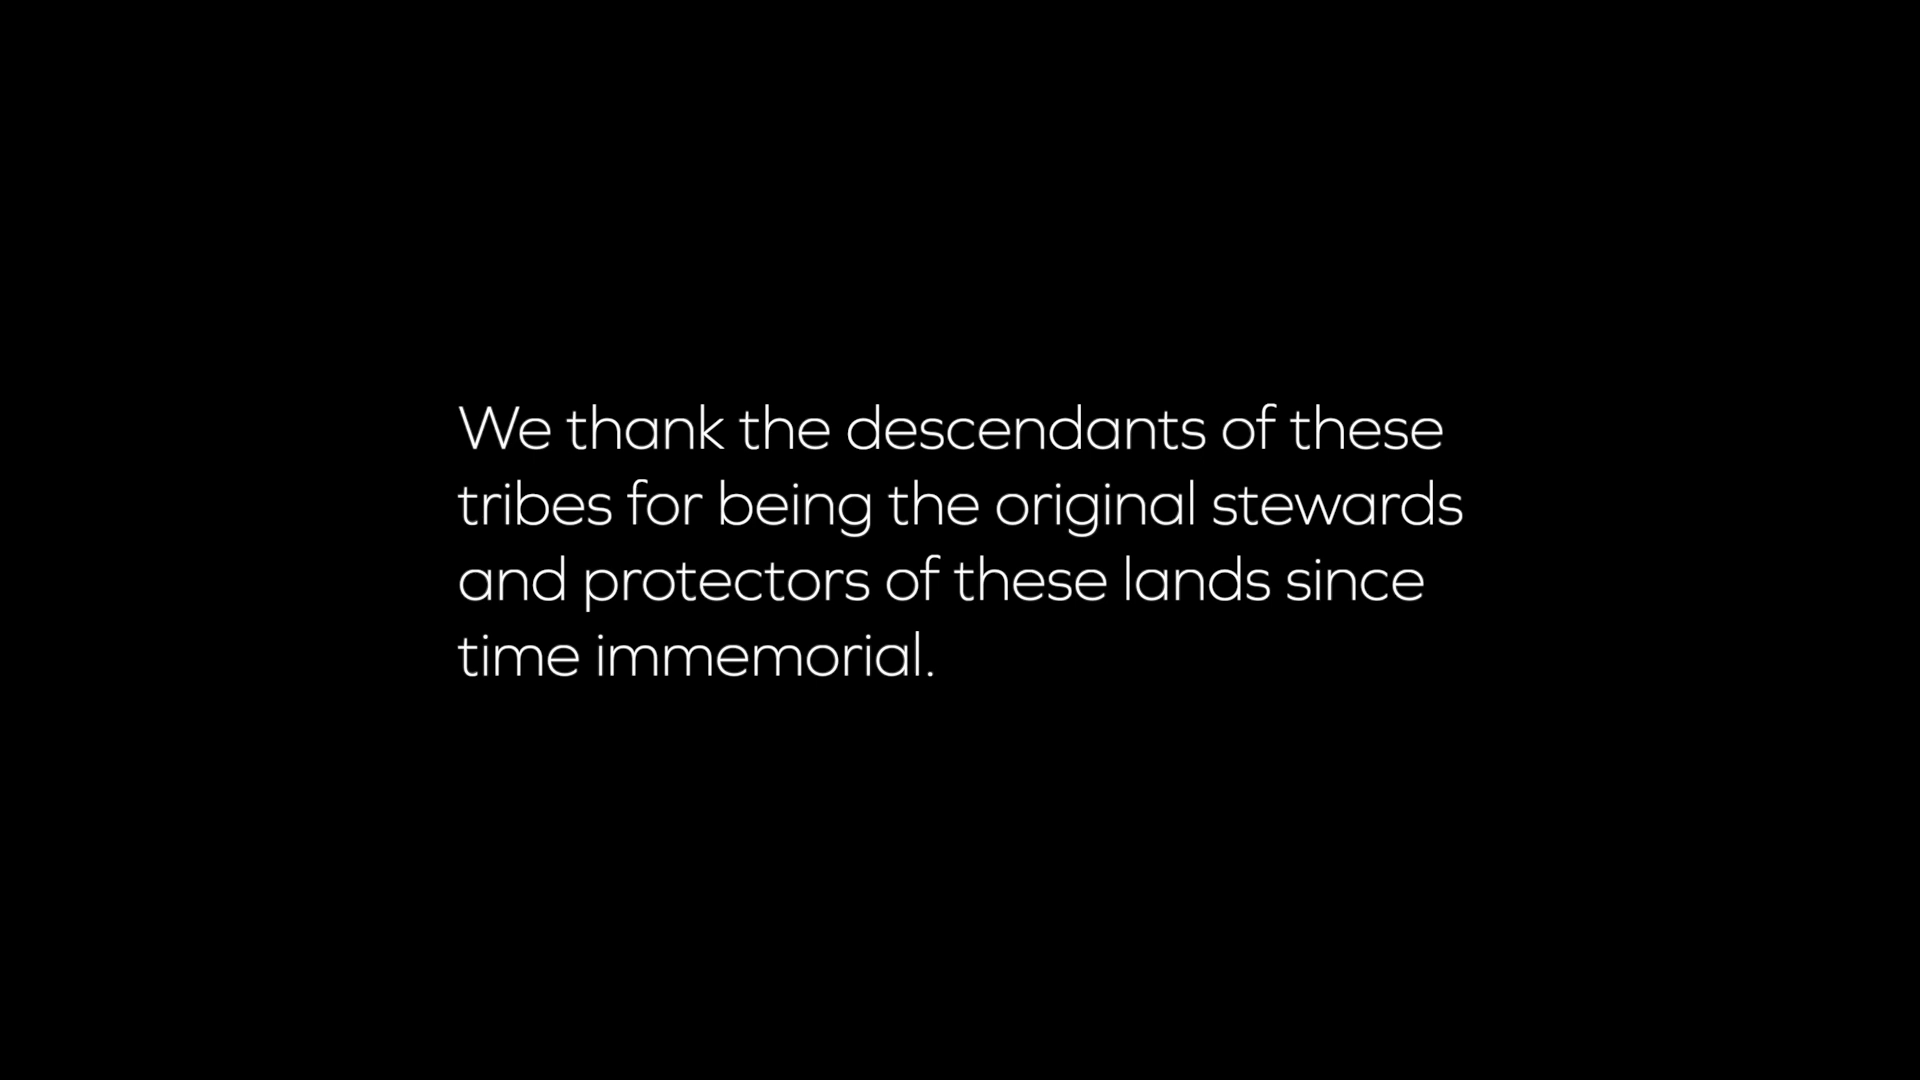 We thank the descendants of these
tribes for being the original stewards
and protectors of these lands since
time immemorial.